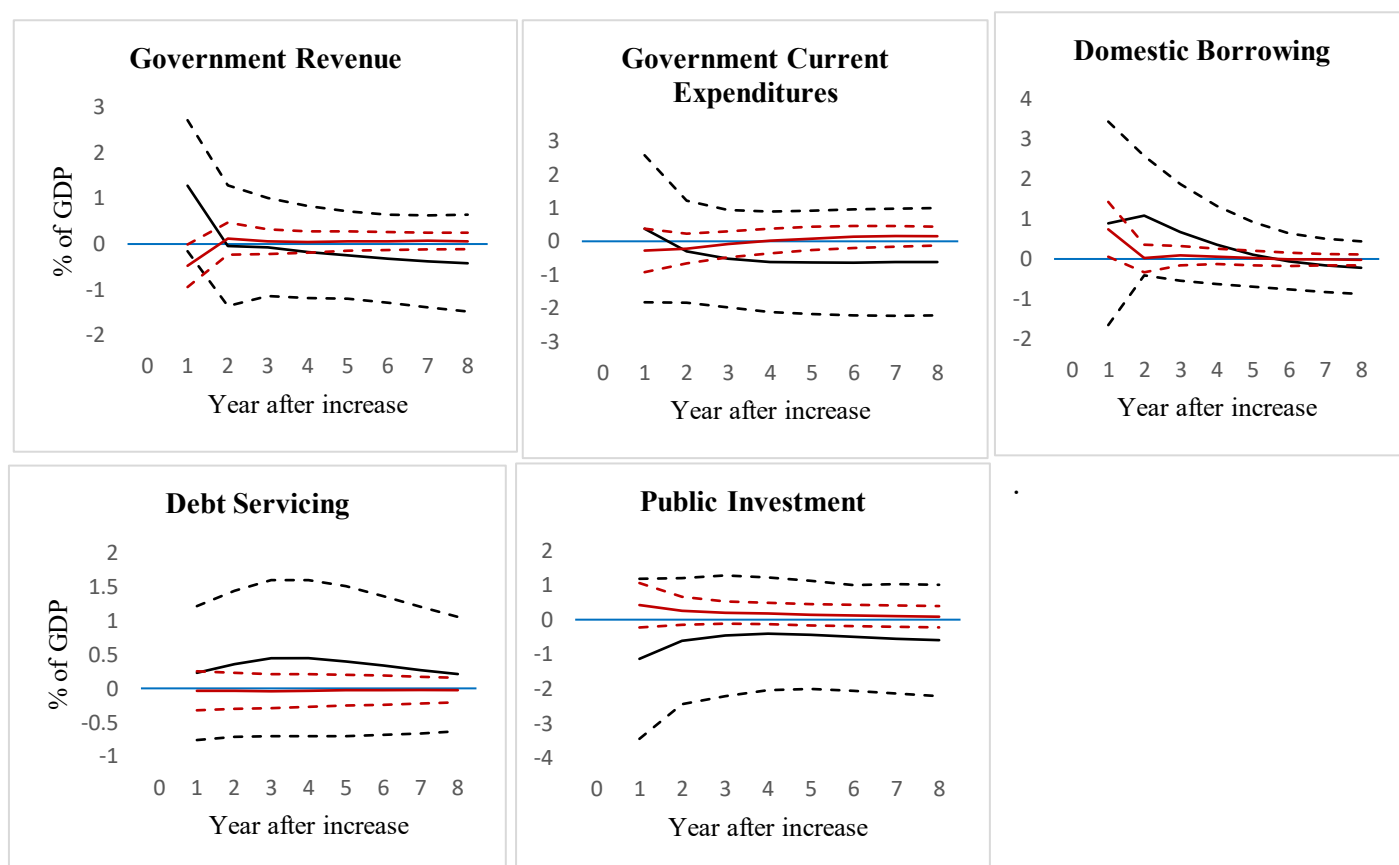 Government Revenue
% of GDP
3
2
1
0
-1
-2
0 1 2 3 4 5 6 7 8
Year after increase
Government Current
Expenditures
3
2
1
0
-1
-2
-3
0 1 2 3 4 5 6 7 8
Year after increase
Domestic Borrowing
4
3
2
1
0
-1
-2
0 1 2 3 4 5 6 7 8
Year after increase
Debt Servicing
% of GDP
2
1.5
1
0.5
0
-0.5
-1
0 1 2 3 4 5 6 7 8
Year after increase
Public Investment
2
1
0
-1
-2
-3
-4
0 1 2 3 4 5 6 7 8
Year after increase
.